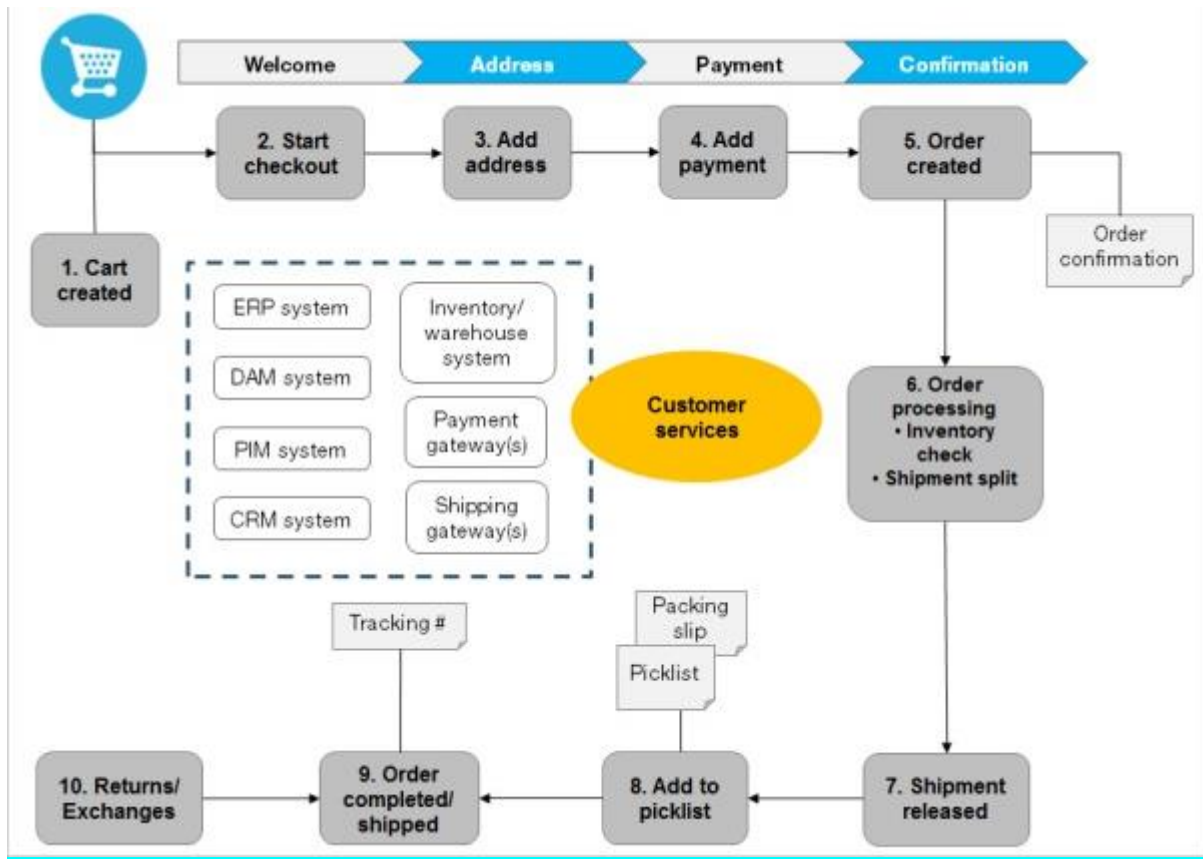 Welcome
Address
Payment
Confirmation
2. Start
checkout
3. Add
address
4. Add
payment
5. Order
created
Order
confirmation
1. Cart
created
ERP system
DAM system
PIM system
CRM system
Inventory/
warehouse
system
Payment
gateway(s)
Shipping
gateway(s)
Customer
services
6. Order
processing
• Inventory
check
• Shipment split
Tracking #
Packing
slip
Picklist
10. Returns/
Exchanges
9. Order
completed/
shipped
8. Add to
picklist
7. Shipment
released